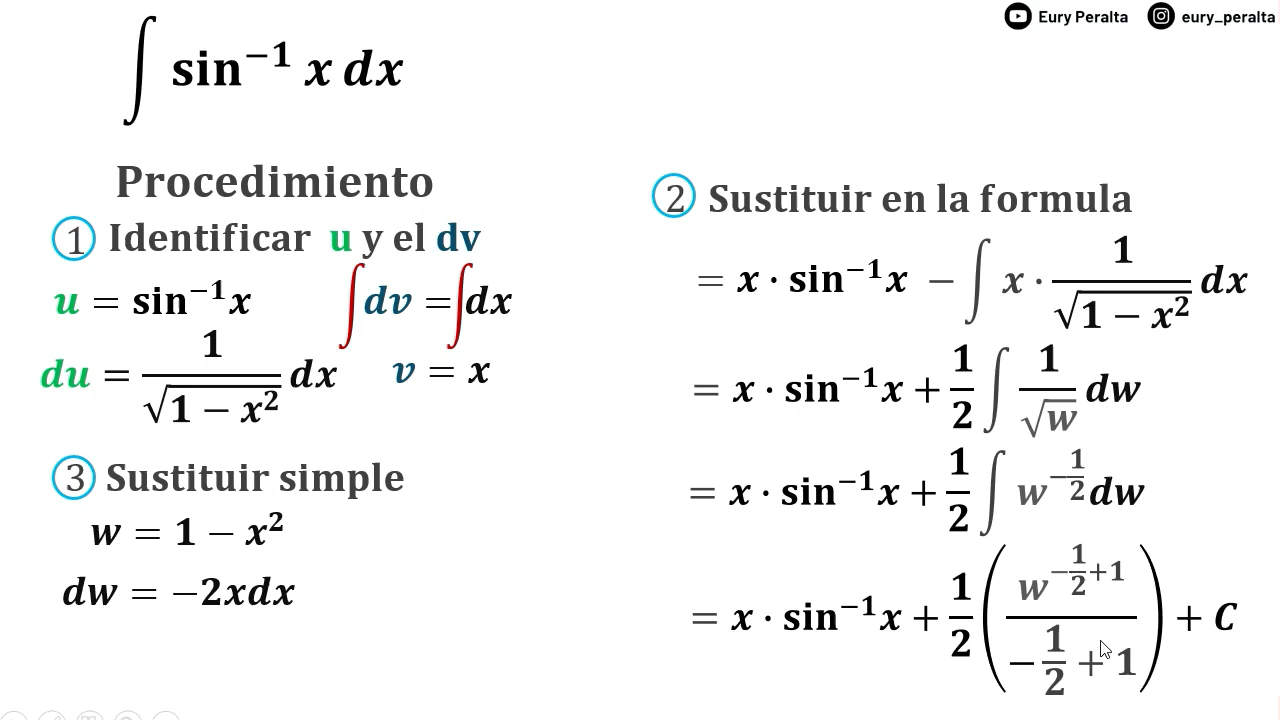 Eury Peralta eury_peralta
∫ sin⁻¹ x dx
Procedimiento
1 Identificar u y el dv
u = sin⁻¹x ∫dv = ∫dx
du = 1/√(1 − x²) dx v = x
3 Sustituir simple
w = 1 − x²
dw = −2xdx
2 Sustituir en la formula
= x · sin⁻¹x − ∫ x · 1/√(1 − x²) dx
= x · sin⁻¹x + 1/2 ∫ 1/√w dw
= x · sin⁻¹x + 1/2 ∫ w^(−1/2) dw
= x · sin⁻¹x + 1/2 (w^(−1/2+1) / (−1/2 + 1)) + C